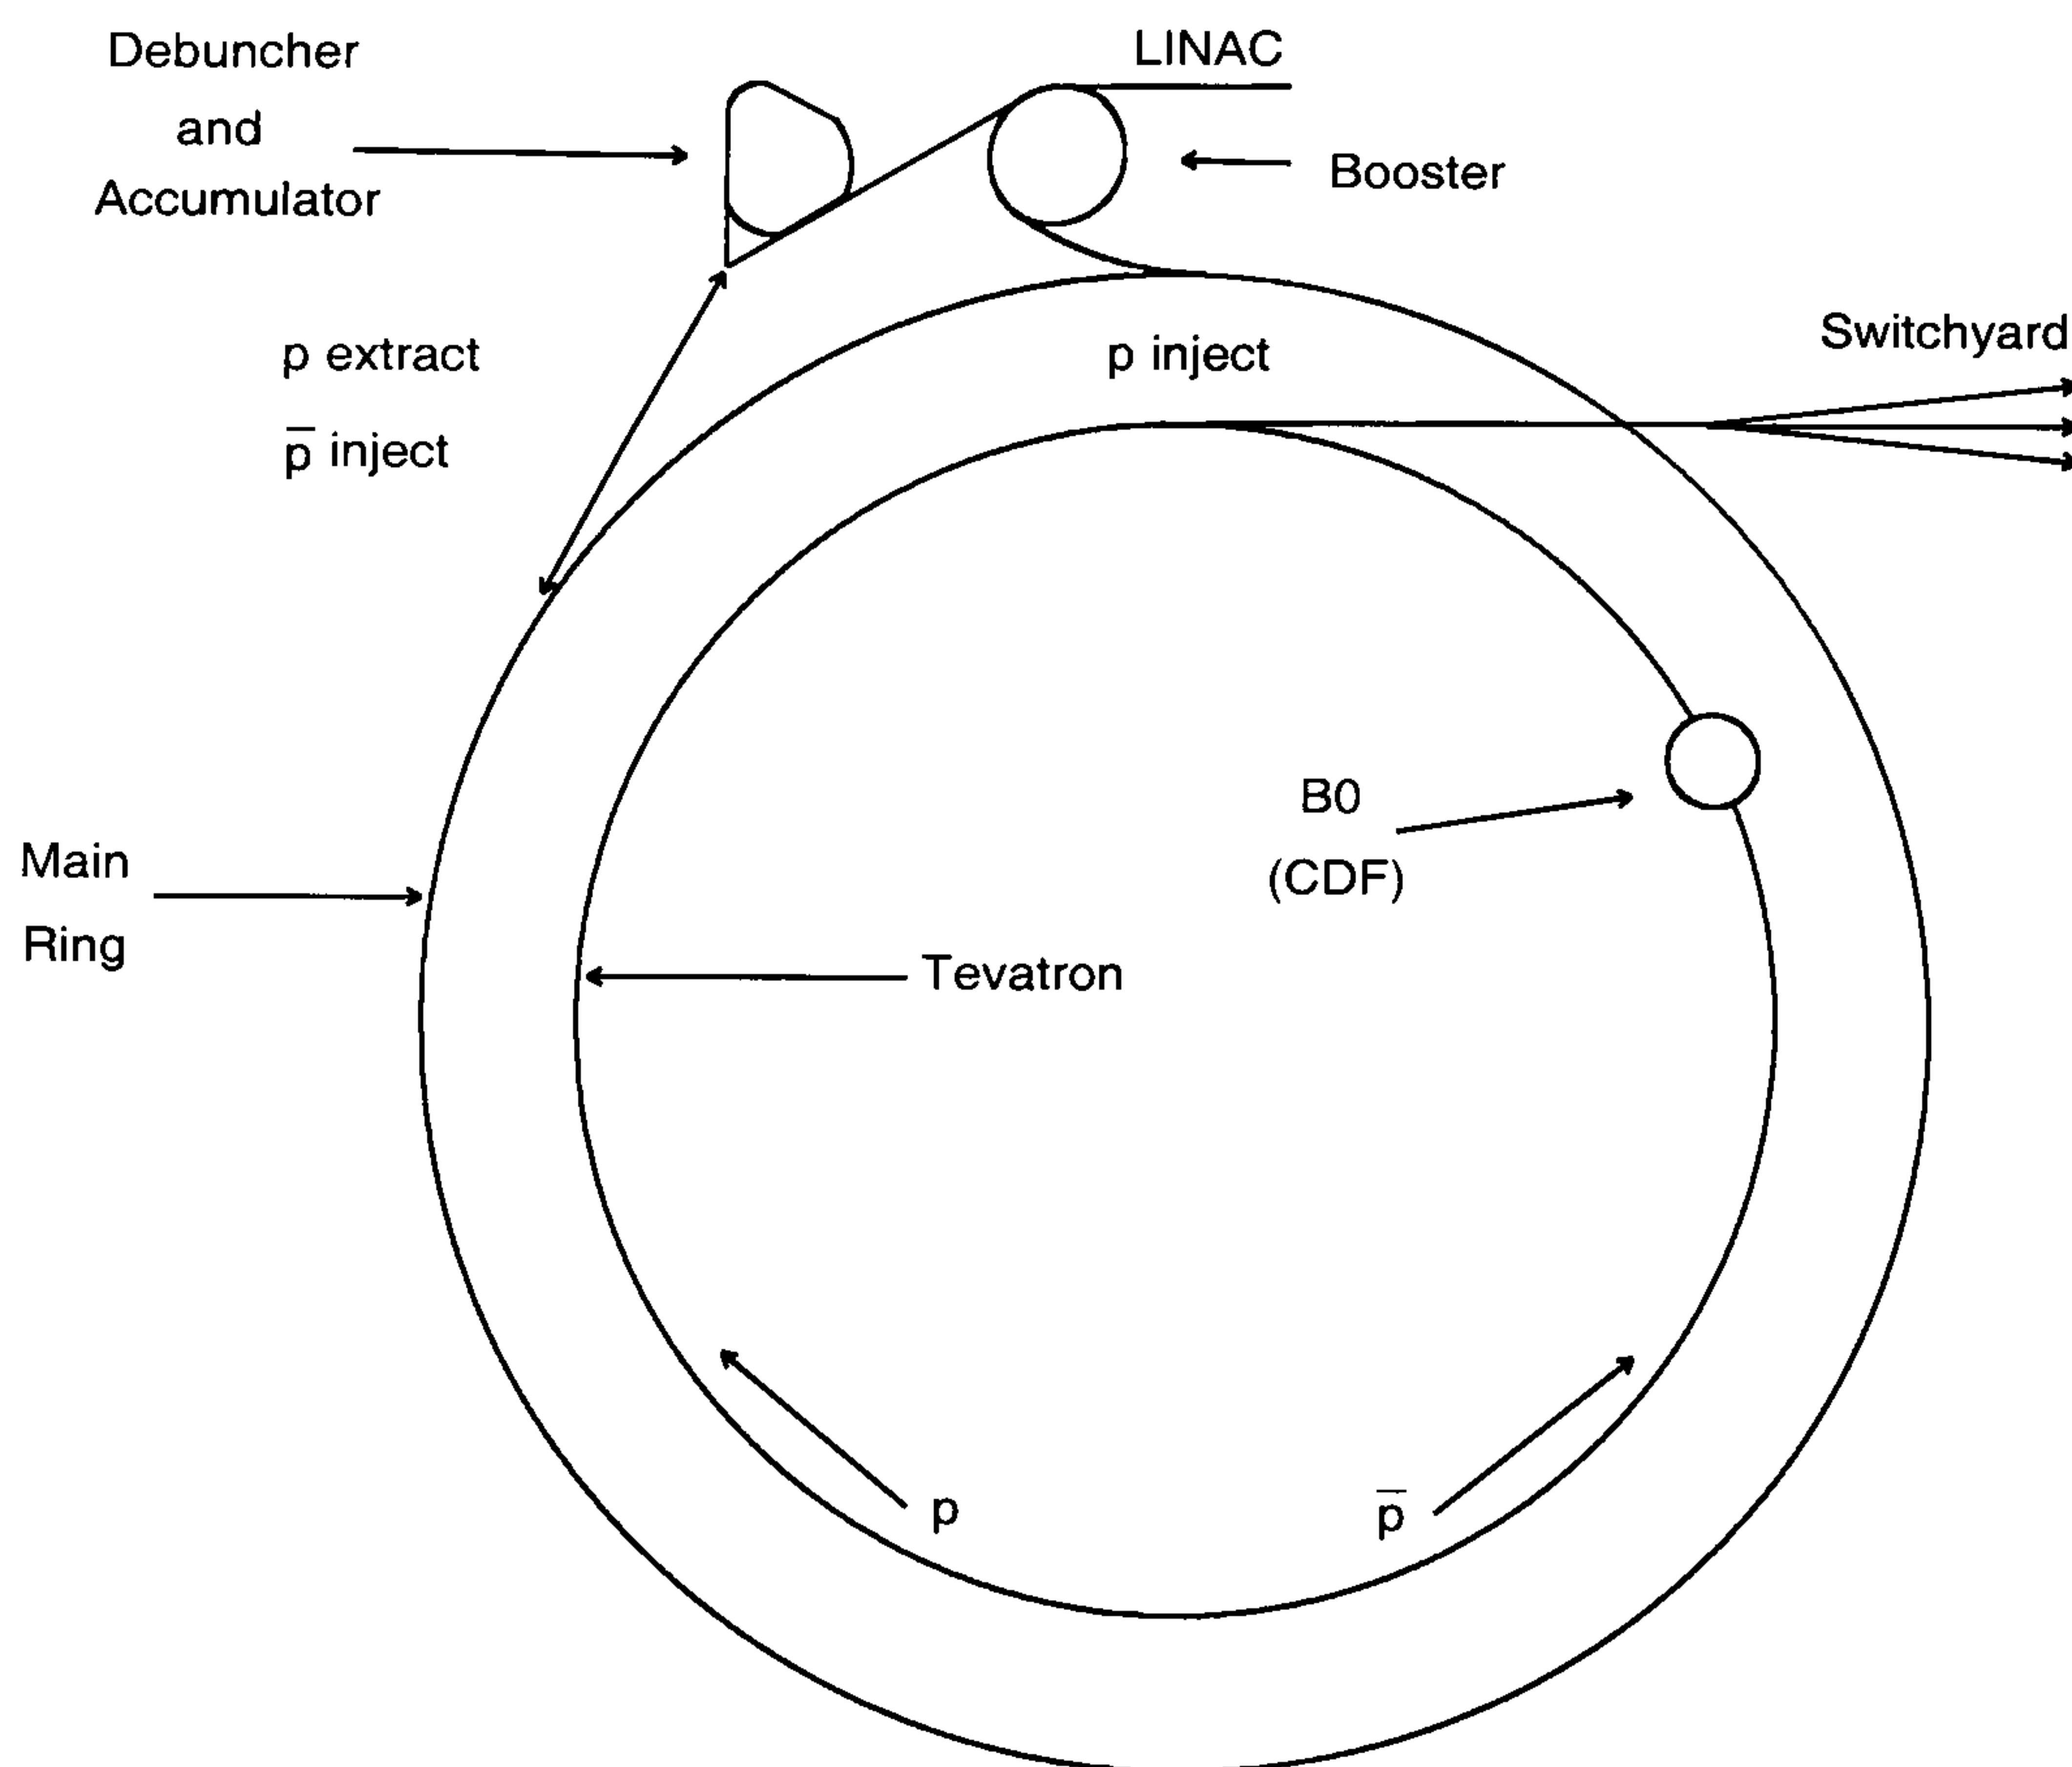 Debuncher
and
Accumulator
LINAC
Booster
p extract
p̄ inject
p inject
Switchyard
B0
(CDF)
Main
Ring
Tevatron
p
p̄